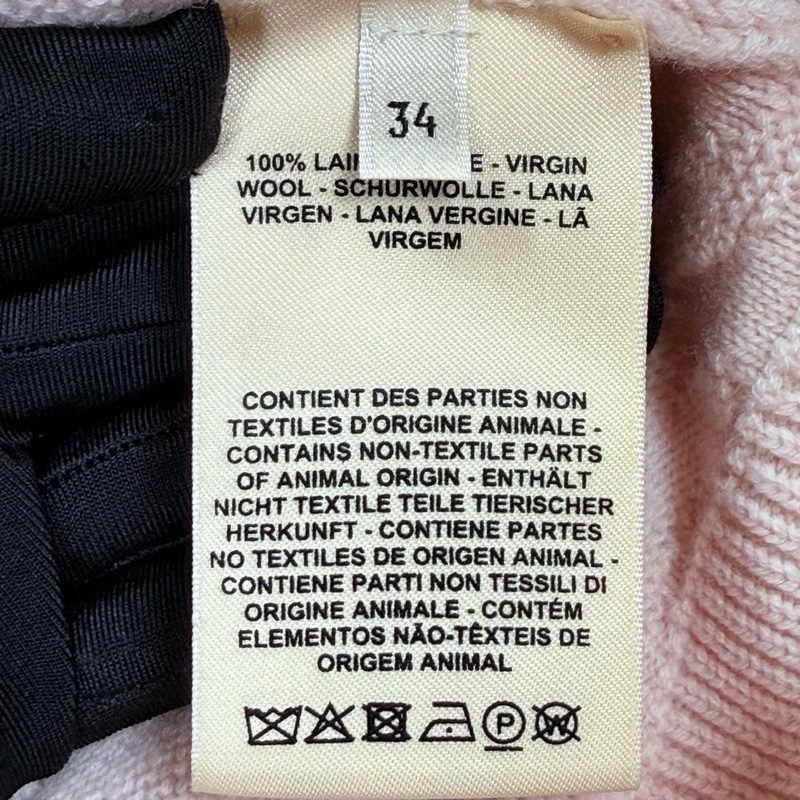 34
100% - VIRGIN
WOOL - SCHURWOLLE - LANA
VIRGEN - LANA VERGINE - LÃ
VIRGEM
CONTIENT DES PARTIES NON
TEXTILES D'ORIGINE ANIMALE -
CONTAINS NON-TEXTILE PARTS
OF ANIMAL ORIGIN - ENTHÄLT
NICHT TEXTILE TEILE TIERISCHER
HERKUNFT - CONTIENE PARTES
NO TEXTILES DE ORIGEN ANIMAL -
CONTIENE PARTI NON TESSILI DI
ORIGINE ANIMALE - CONTÉM
ELEMENTOS NÃO-TÊXTEIS DE
ORIGEM ANIMAL
P W